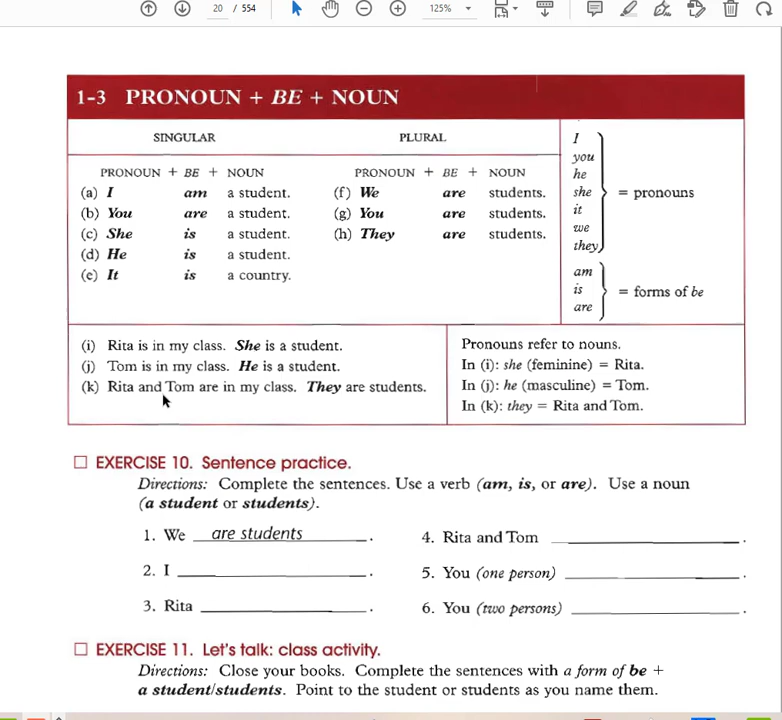 20 / 554 125%
1-3 PRONOUN + BE + NOUN
SINGULAR PLURAL
PRONOUN + BE + NOUN PRONOUN + BE + NOUN
(a) I am a student. (f) We are students.
(b) You are a student. (g) You are students.
(c) She is a student. (h) They are students.
(d) He is a student.
(e) It is a country.
I
you
he
she = pronouns
it
we
they
am
is = forms of be
are
(i) Rita is in my class. She is a student.
(j) Tom is in my class. He is a student.
(k) Rita and Tom are in my class. They are students.
Pronouns refer to nouns.
In (i): she (feminine) = Rita.
In (j): he (masculine) = Tom.
In (k): they = Rita and Tom.
EXERCISE 10. Sentence practice.
Directions: Complete the sentences. Use a verb (am, is, or are). Use a noun
(a student or students).
1. We are students .
2. I .
3. Rita .
4. Rita and Tom .
5. You (one person) .
6. You (two persons) .
EXERCISE 11. Let's talk: class activity.
Directions: Close your books. Complete the sentences with a form of be +
a student/students. Point to the student or students as you name them.